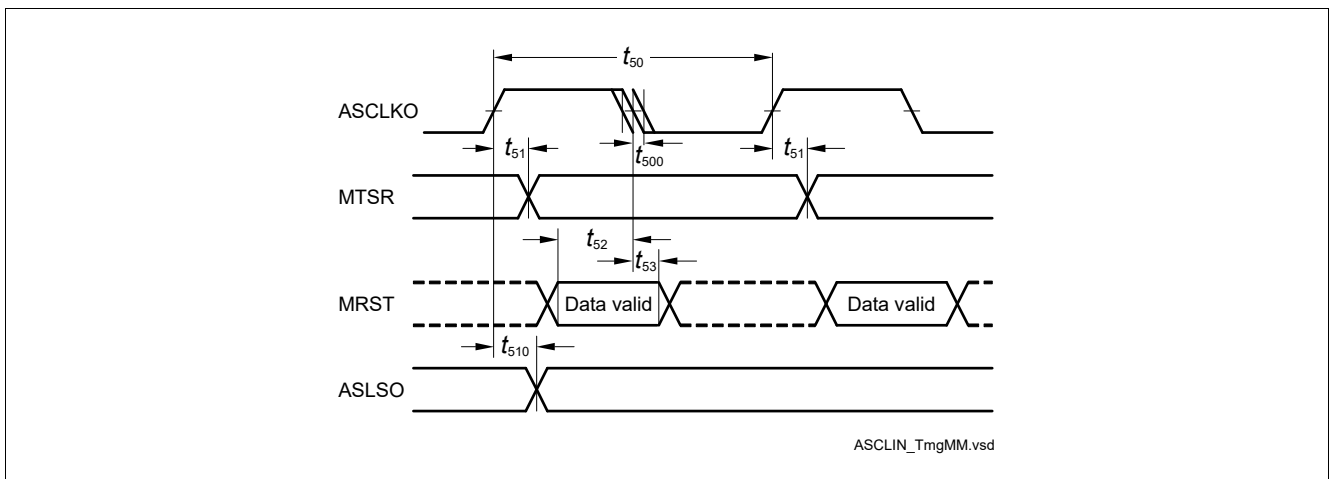 t50
ASCLKO
t51
t500
t51
MTSR
t52
t53
MRST
Data valid
Data valid
t510
ASLSO
ASCLIN_TmgMM.vsd